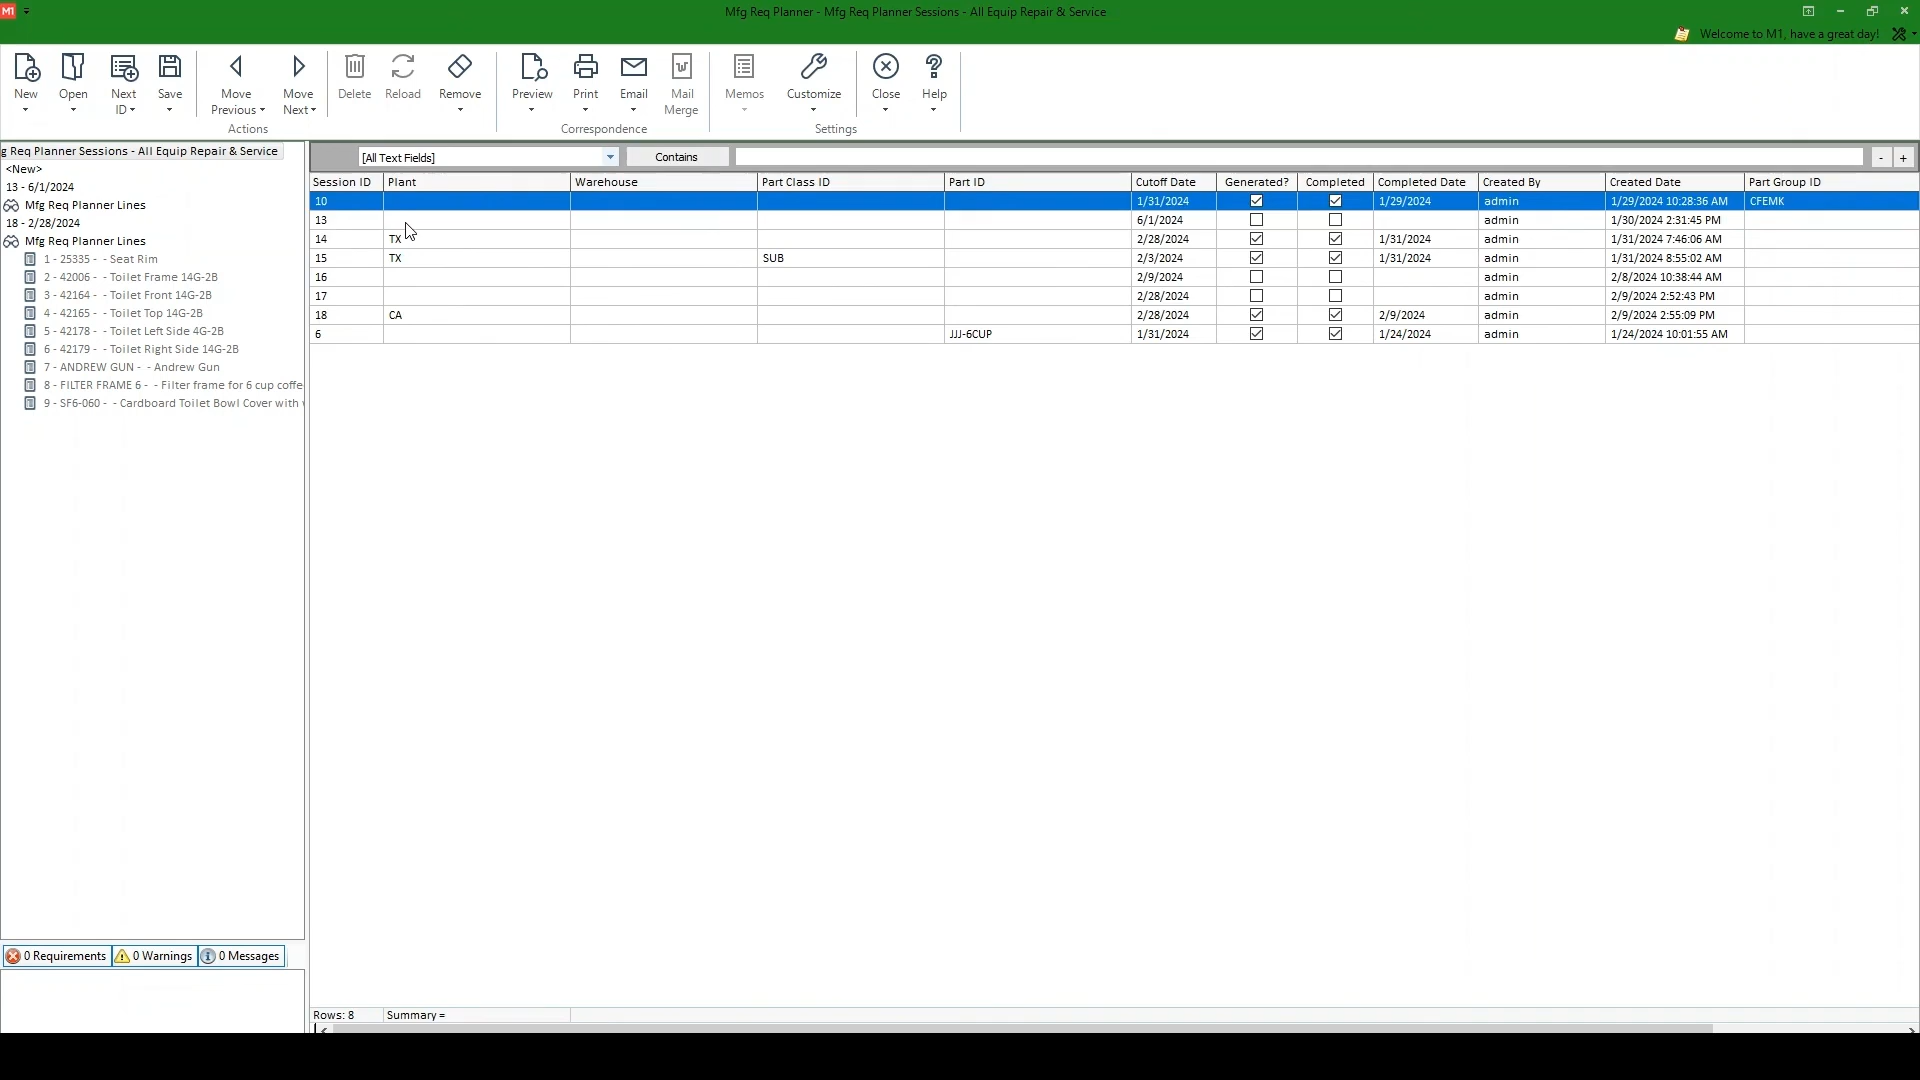 M1
Mfg Req Planner - Mfg Req Planner Sessions - All Equip Repair & Service
Welcome to M1, have a great day!
New Open Next ID Save Move Previous Move Next Delete Reload Remove Preview Print Email Mail Merge Memos Customize Close Help
Actions Correspondence Settings
g Req Planner Sessions - All Equip Repair & Service
<New>
13 - 6/1/2024
Mfg Req Planner Lines
18 - 2/28/2024
Mfg Req Planner Lines
1 - 25335 - - Seat Rim
2 - 42006 - - Toilet Frame 14G-2B
3 - 42164 - - Toilet Front 14G-2B
4 - 42165 - - Toilet Top 14G-2B
5 - 42178 - - Toilet Left Side 4G-2B
6 - 42179 - - Toilet Right Side 14G-2B
7 - ANDREW GUN - - Andrew Gun
8 - FILTER FRAME 6 - - Filter frame for 6 cup coffe
9 - SF6-060 - - Cardboard Toilet Bowl Cover with
0 Requirements 0 Warnings 0 Messages
[All Text Fields] Contains - +
Session ID Plant Warehouse Part Class ID Part ID Cutoff Date Generated? Completed Completed Date Created By Created Date Part Group ID
10 1/31/2024 1/29/2024 admin 1/29/2024 10:28:36 AM CFEMK
13 6/1/2024 admin 1/30/2024 2:31:45 PM
14 TX 2/28/2024 1/31/2024 admin 1/31/2024 7:46:06 AM
15 TX SUB 2/3/2024 1/31/2024 admin 1/31/2024 8:55:02 AM
16 2/9/2024 admin 2/8/2024 10:38:44 AM
17 2/28/2024 admin 2/9/2024 2:52:43 PM
18 CA 2/28/2024 2/9/2024 admin 2/9/2024 2:55:09 PM
6 JJJ-6CUP 1/31/2024 1/24/2024 admin 1/24/2024 10:01:55 AM
Rows: 8 Summary =